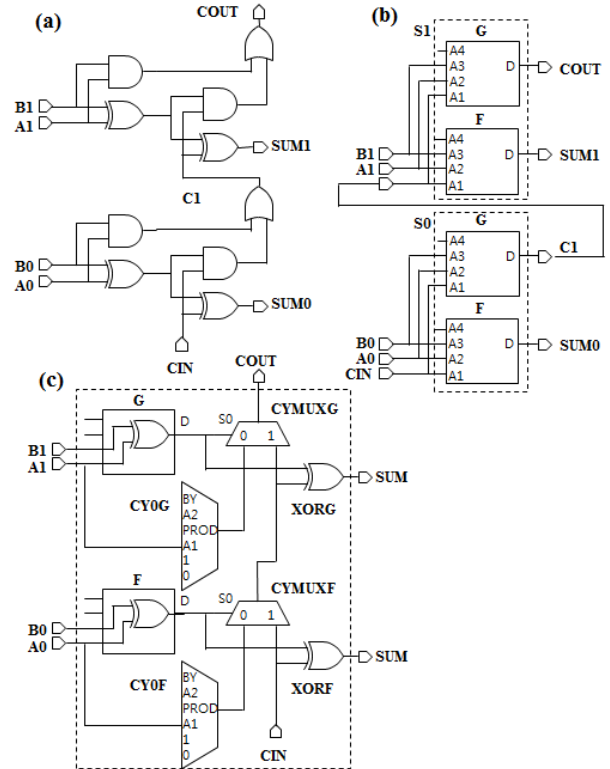 (a)
COUT
B1
A1
SUM1
C1
B0
A0
SUM0
CIN
(b)
S1
G
A4
A3
A2
A1
D
COUT
F
A4
A3
A2
A1
D
B1
A1
SUM1
S0
G
A4
A3
A2
A1
D
C1
F
A4
A3
A2
A1
D
B0
A0
CIN
SUM0
(c)
COUT
G
D
S0
CYMUXG
0 1
B1
A1
SUM
XORG
CY0G
BY
A2
PROD
A1
1
0
F
D
S0
CYMUXF
0 1
B0
A0
SUM
XORF
CY0F
BY
A2
PROD
A1
1
0
CIN